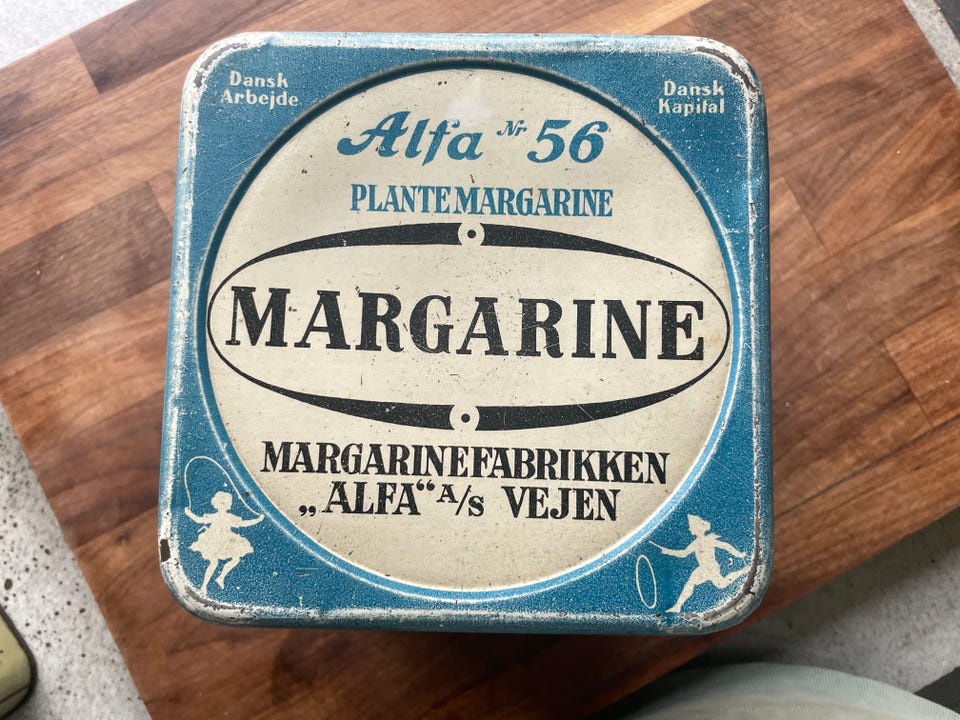 Dansk
Arbejde
Dansk
Kapital
Alfa Nr 56
PLANTEMARGARINE
MARGARINE
MARGARINEFABRIKKEN
„ALFA“ A/S VEJEN